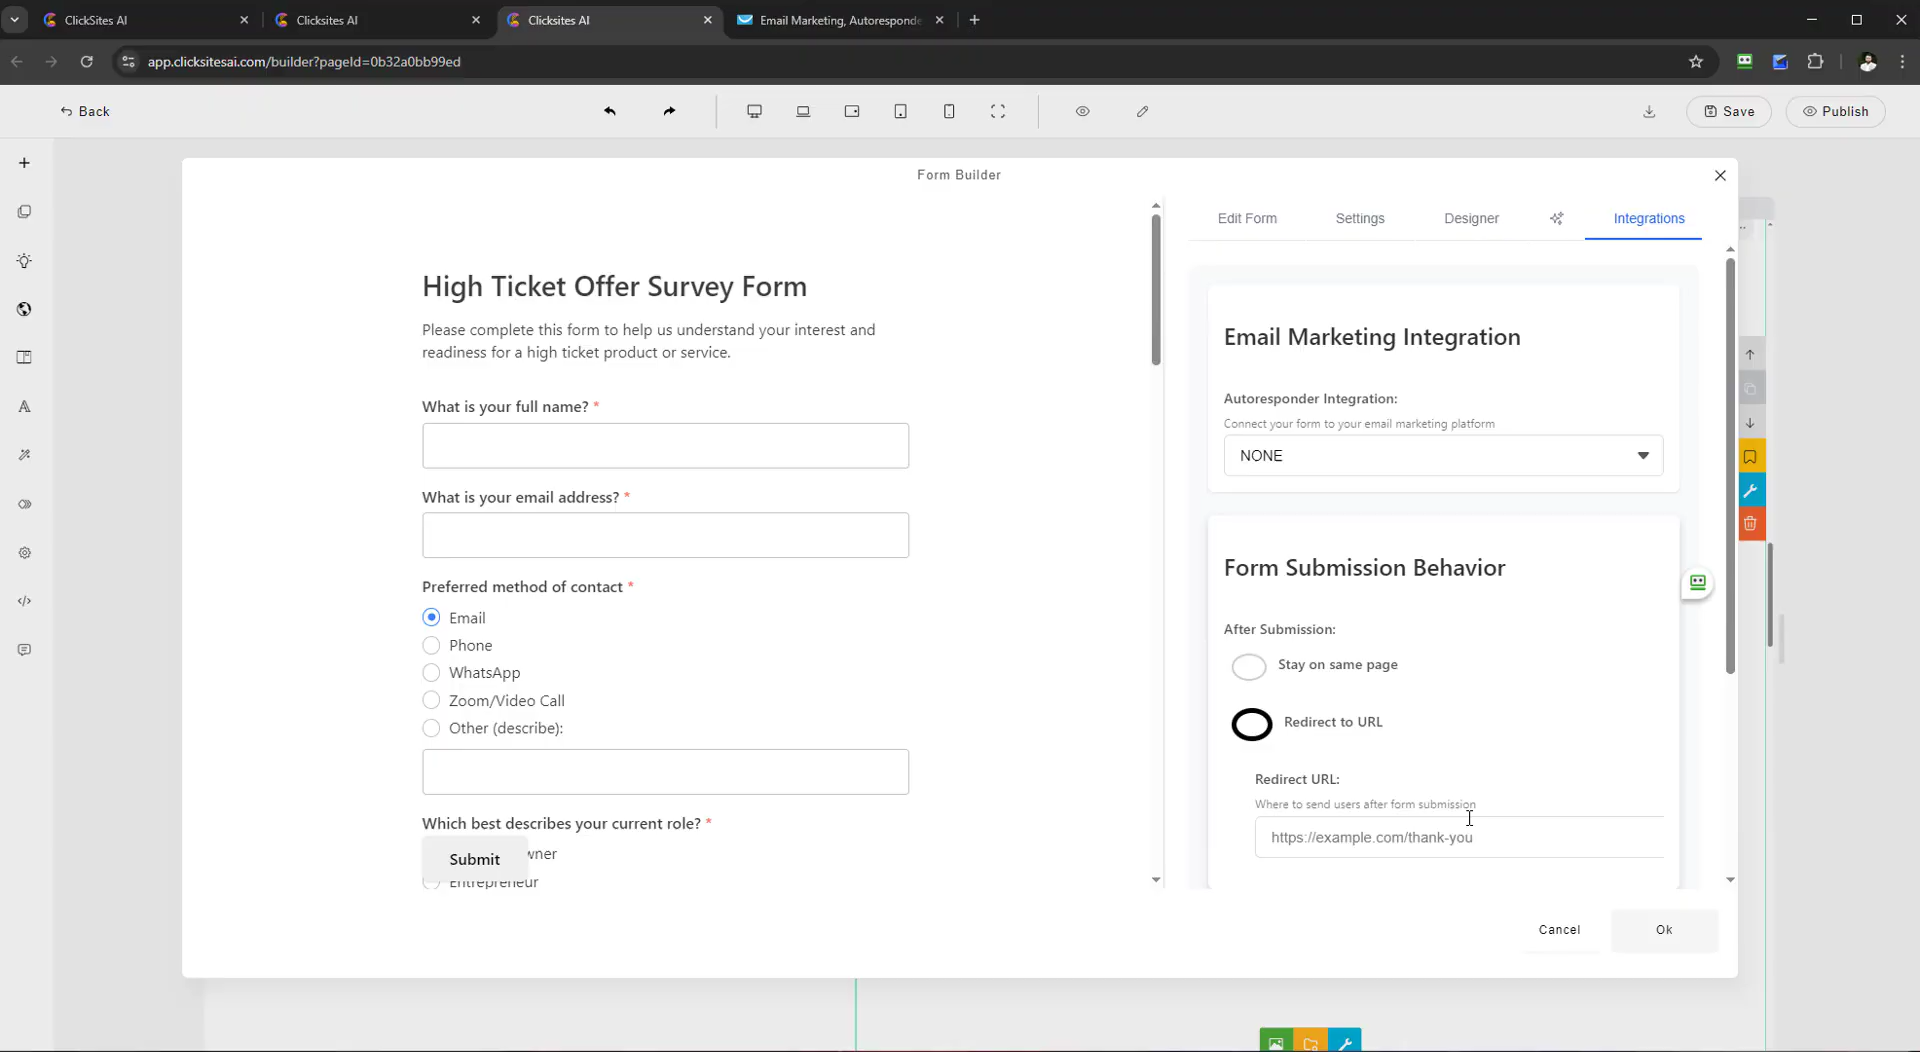 ClickSites AI
Clicksites AI
Clicksites AI
Email Marketing, Autoresponde
app.clicksitesai.com/builder?pageId=0b32a0bb99ed
Back
Save
Publish
Form Builder
Edit Form
Settings
Designer
Integrations
High Ticket Offer Survey Form
Please complete this form to help us understand your interest and
readiness for a high ticket product or service.
What is your full name? *
What is your email address? *
Preferred method of contact *
Email
Phone
WhatsApp
Zoom/Video Call
Other (describe):
Which best describes your current role? *
Submit
wner
Entrepreneur
Email Marketing Integration
Autoresponder Integration:
Connect your form to your email marketing platform
NONE
Form Submission Behavior
After Submission:
Stay on same page
Redirect to URL
Redirect URL:
Where to send users after form submission
https://example.com/thank-you
Cancel
Ok